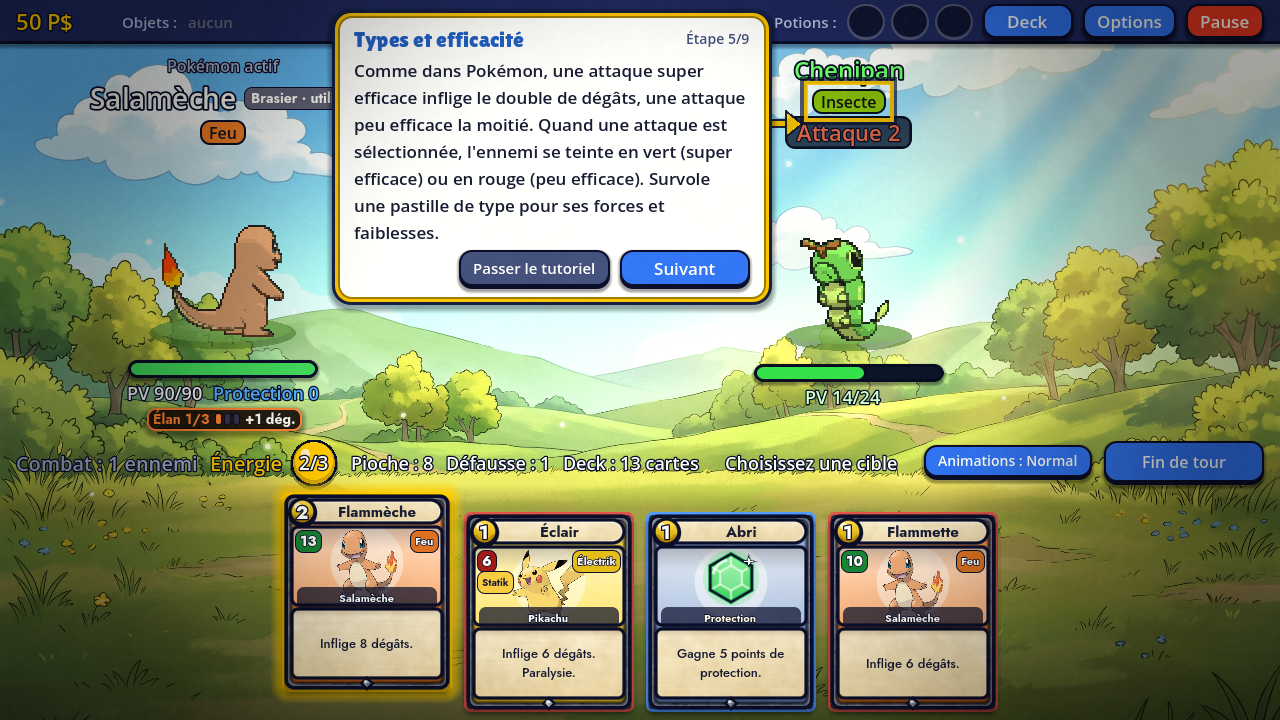 50 P$
Objets : aucun
Potions :
Deck
Options
Pause
Types et efficacité
Étape 5/9
Comme dans Pokémon, une attaque super
efficace inflige le double de dégâts, une attaque
peu efficace la moitié. Quand une attaque est
sélectionnée, l'ennemi se teinte en vert (super
efficace) ou en rouge (peu efficace). Survole
une pastille de type pour ses forces et
faiblesses.
Passer le tutoriel
Suivant
Pokémon actif
Salamèche
Brasier · util
Feu
Chenipan
Insecte
Attaque 2
PV 90/90 Protection 0
Élan 1/3 +1 dég.
PV 14/24
Combat : 1 ennemi
Énergie
2/3
Pioche : 8
Défausse : 1
Deck : 13 cartes
Choisissez une cible
Animations : Normal
Fin de tour
2
Flammèche
13
Feu
Salamèche
Inflige 8 dégâts.
1
Éclair
6
Électrik
Statik
Pikachu
Inflige 6 dégâts.
Paralysie.
1
Abri
Protection
Gagne 5 points de
protection.
1
Flammette
10
Feu
Salamèche
Inflige 6 dégâts.